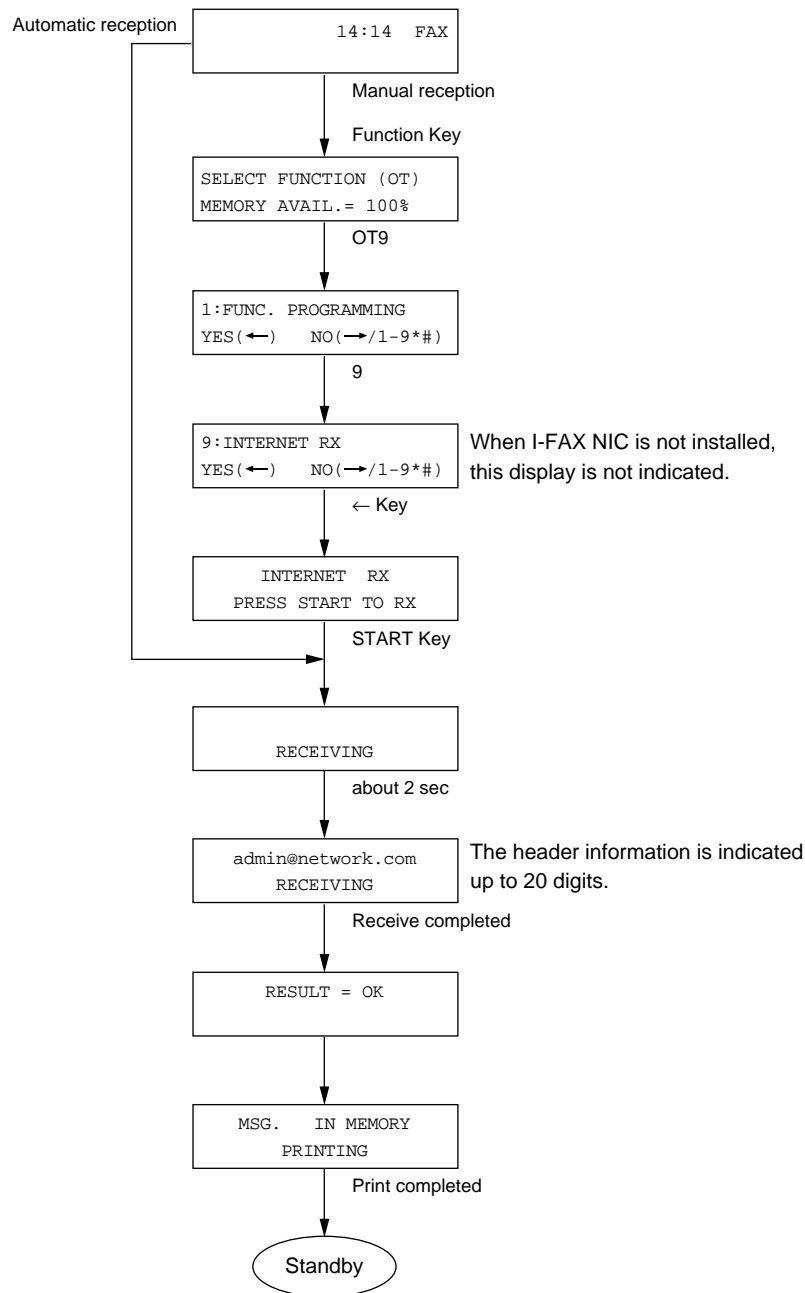 Automatic reception
14:14 FAX
Manual reception
Function Key
SELECT FUNCTION (OT)
MEMORY AVAIL.= 100%
OT9
1:FUNC. PROGRAMMING
YES(←) NO(→/1-9*#)
9
9:INTERNET RX
YES(←) NO(→/1-9*#)
When I-FAX NIC is not installed,
this display is not indicated.
← Key
INTERNET RX
PRESS START TO RX
START Key
RECEIVING
about 2 sec
admin@network.com
RECEIVING
The header information is indicated
up to 20 digits.
Receive completed
RESULT = OK
MSG. IN MEMORY
PRINTING
Print completed
Standby